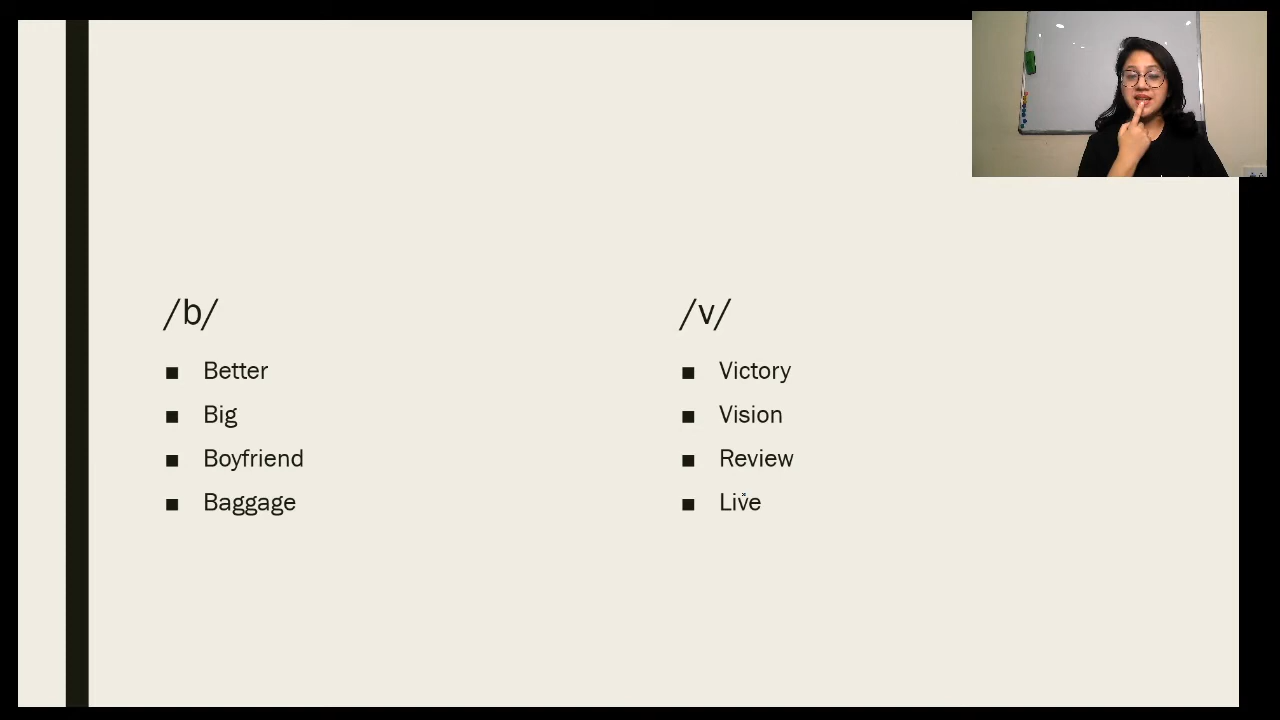 /b/
Better
Big
Boyfriend
Baggage
/v/
Victory
Vision
Review
Live